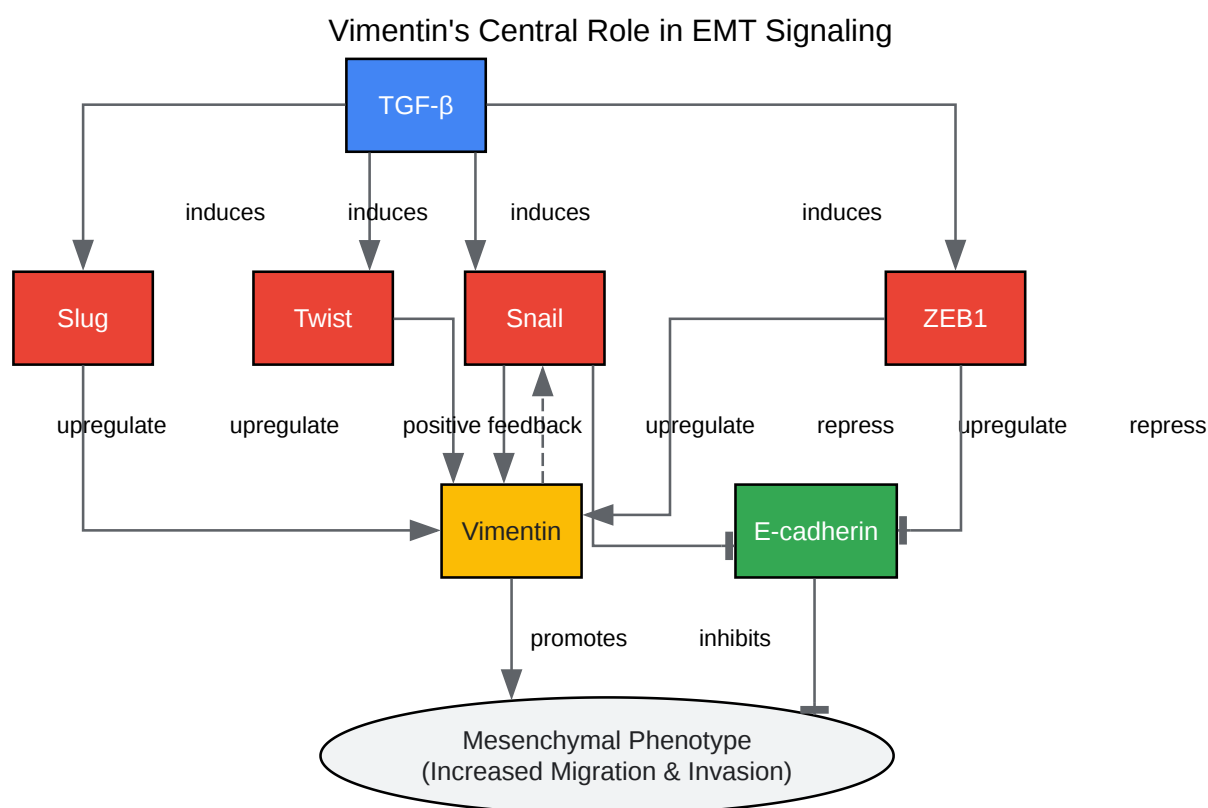 Vimentin's Central Role in EMT Signaling
TGF-β
induces
induces
induces
induces
Slug
Twist
Snail
ZEB1
upregulate
upregulate
positive feedback
upregulate
repress
upregulate
repress
Vimentin
E-cadherin
promotes
inhibits
Mesenchymal Phenotype
(Increased Migration & Invasion)